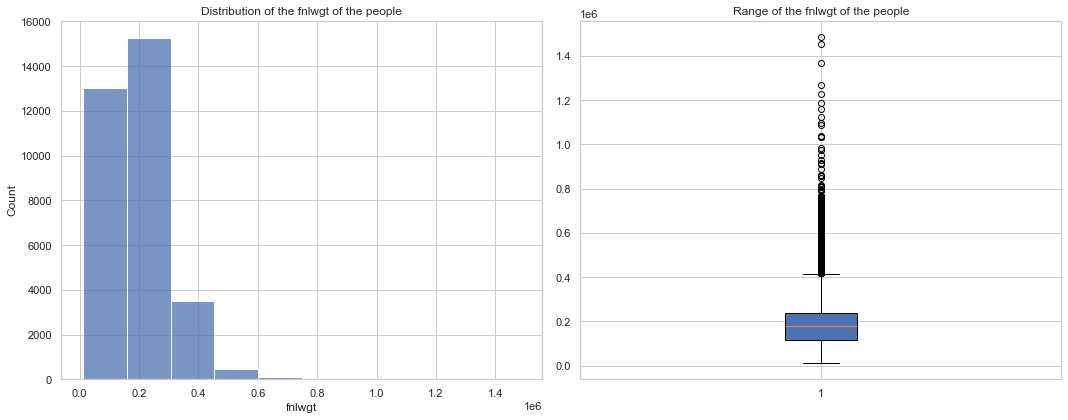 Distribution of the fnlwgt of the people
16000
14000
12000
10000
8000
6000
4000
2000
0
Count
0.0 0.2 0.4 0.6 0.8 1.0 1.2 1.4
fnlwgt
1e6
Range of the fnlwgt of the people
1e6
1.4
1.2
1.0
0.8
0.6
0.4
0.2
0.0
1